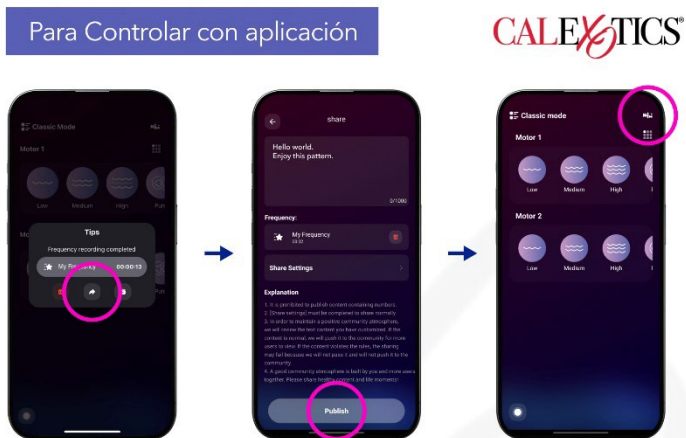 Para Controlar con aplicación
CALEXOTICS®
Classic Mode
Motor 1
Low Medium High
Tips
Frequency recording completed
My Frequency 00:00:13
share
Hello world.
Enjoy this pattern.
0/1000
Frequency:
My Frequency
Share Settings
Explanation
1. It is prohibited to publish content containing numbers.
2. [Share settings] must be completed to share normally
3. In order to maintain a positive community atmosphere,
we will review the text content you have customized. If the
content is normal, we will push it to the community for more
users to view. If the content violates the rules, the sharing
may fail because we will not pass it and will not push it to the
community.
4. A good community atmosphere is built by you and more users
together. Please share healthy content and life moments!
Publish
Classic mode
Motor 1
Low Medium High
Motor 2
Low Medium High